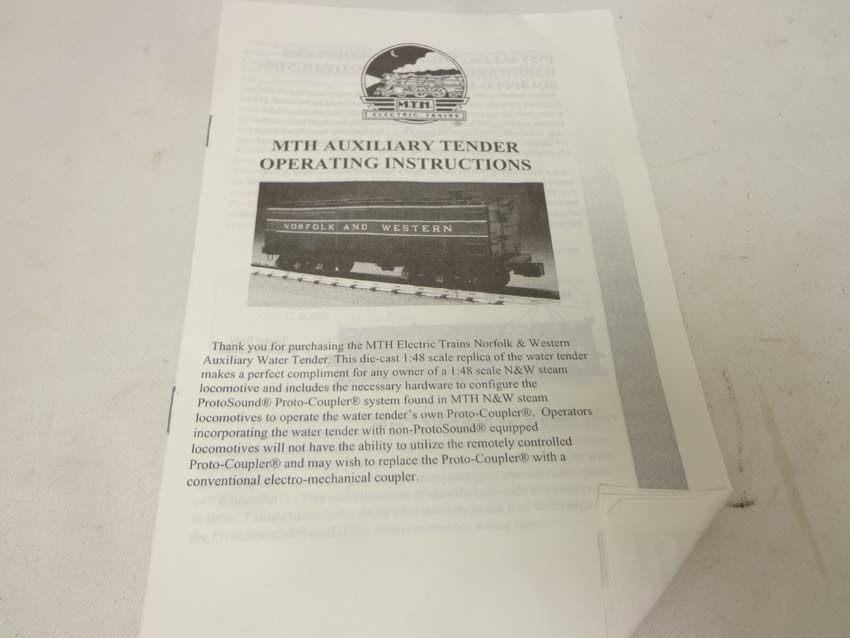 M.T.H.
ELECTRIC TRAINS
MTH AUXILIARY TENDER
OPERATING INSTRUCTIONS
NORFOLK AND WESTERN
Thank you for purchasing the MTH Electric Trains Norfolk & Western
Auxiliary Water Tender. This die-cast 1:48 scale replica of the water tender
makes a perfect compliment for any owner of a 1:48 scale N&W steam
locomotive and includes the necessary hardware to configure the
ProtoSound® Proto-Coupler® system found in MTH N&W steam
locomotives to operate the water tender's own Proto-Coupler®. Operators
incorporating the water tender with non-ProtoSound® equipped
locomotives will not have the ability to utilize the remotely controlled
Proto-Coupler® and may wish to replace the Proto-Coupler® with a
conventional electro-mechanical coupler.